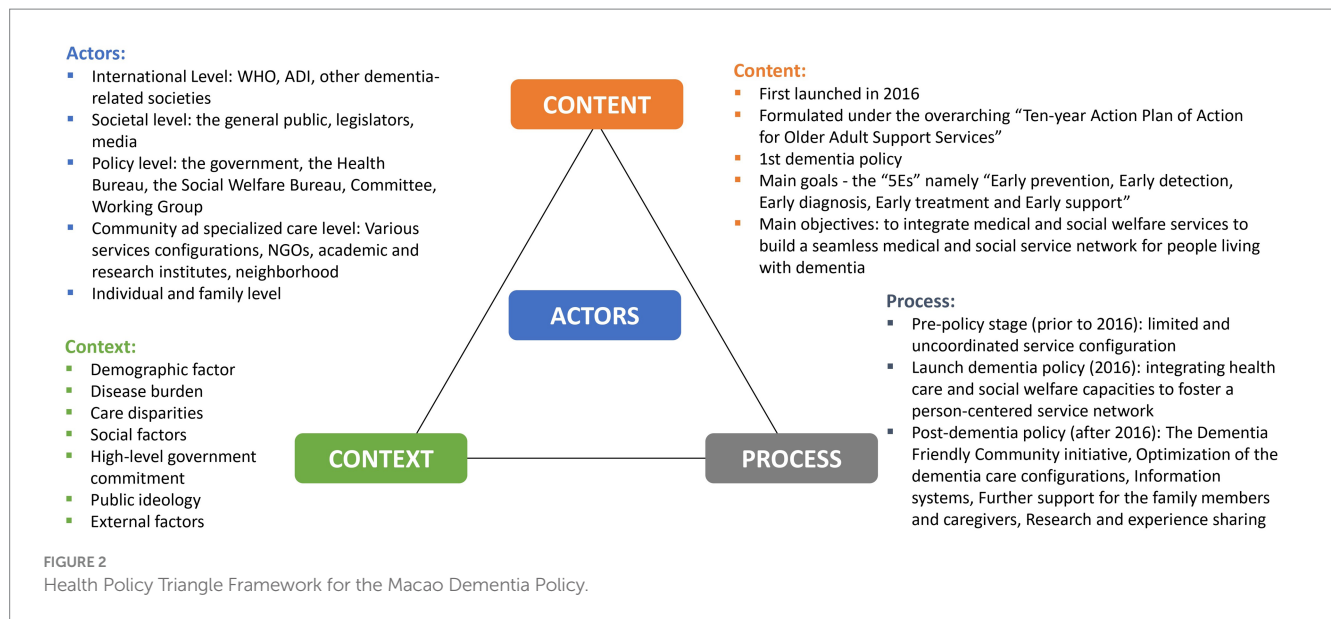 Actors:
▪ International Level: WHO, ADI, other dementia-
related societies
▪ Societal level: the general public, legislators,
media
▪ Policy level: the government, the Health
Bureau, the Social Welfare Bureau, Committee,
Working Group
▪ Community ad specialized care level: Various
services configurations, NGOs, academic and
research institutes, neighborhood
▪ Individual and family level
Context:
▪ Demographic factor
▪ Disease burden
▪ Care disparities
▪ Social factors
▪ High-level government
commitment
▪ Public ideology
▪ External factors
CONTENT
ACTORS
CONTEXT
PROCESS
Content:
▪ First launched in 2016
▪ Formulated under the overarching “Ten-year Action Plan of Action
for Older Adult Support Services”
▪ 1st dementia policy
▪ Main goals - the “5Es” namely “Early prevention, Early detection,
Early diagnosis, Early treatment and Early support”
▪ Main objectives: to integrate medical and social welfare services to
build a seamless medical and social service network for people living
with dementia
Process:
▪ Pre-policy stage (prior to 2016): limited and
uncoordinated service configuration
▪ Launch dementia policy (2016): integrating health
care and social welfare capacities to foster a
person-centered service network
▪ Post-dementia policy (after 2016): The Dementia
Friendly Community initiative, Optimization of the
dementia care configurations, Information
systems, Further support for the family members
and caregivers, Research and experience sharing
FIGURE 2
Health Policy Triangle Framework for the Macao Dementia Policy.